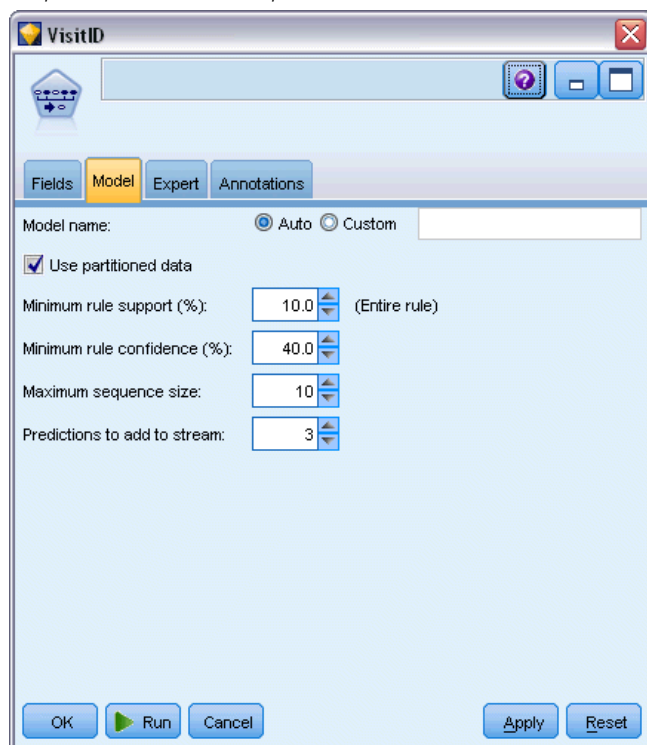 VisitID
Fields Model Expert Annotations
Model name: Auto Custom
Use partitioned data
Minimum rule support (%): 10.0 (Entire rule)
Minimum rule confidence (%): 40.0
Maximum sequence size: 10
Predictions to add to stream: 3
OK Run Cancel Apply Reset